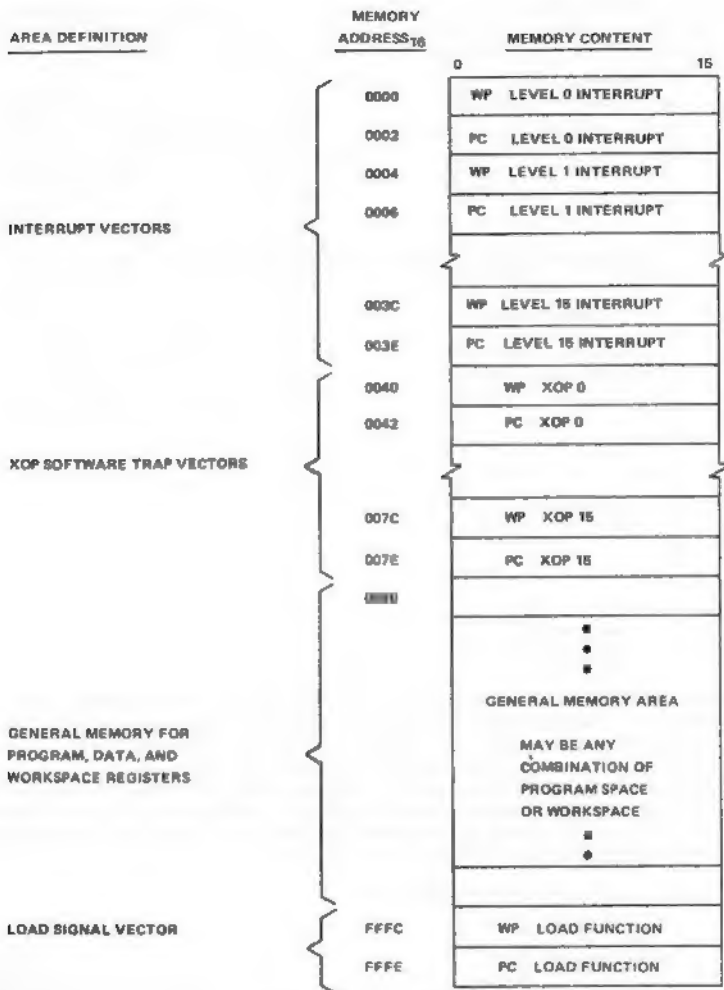 AREA DEFINITION
MEMORY
ADDRESS16
MEMORY CONTENT
0 15
0000 WP LEVEL 0 INTERRUPT
0002 PC LEVEL 0 INTERRUPT
0004 WP LEVEL 1 INTERRUPT
0006 PC LEVEL 1 INTERRUPT
INTERRUPT VECTORS
003C WP LEVEL 15 INTERRUPT
003E PC LEVEL 15 INTERRUPT
0040 WP XOP 0
0042 PC XOP 0
XOP SOFTWARE TRAP VECTORS
007C WP XOP 15
007E PC XOP 15
GENERAL MEMORY AREA
GENERAL MEMORY FOR
PROGRAM, DATA, AND
WORKSPACE REGISTERS
MAY BE ANY
COMBINATION OF
PROGRAM SPACE
OR WORKSPACE
LOAD SIGNAL VECTOR
FFFC WP LOAD FUNCTION
FFFE PC LOAD FUNCTION